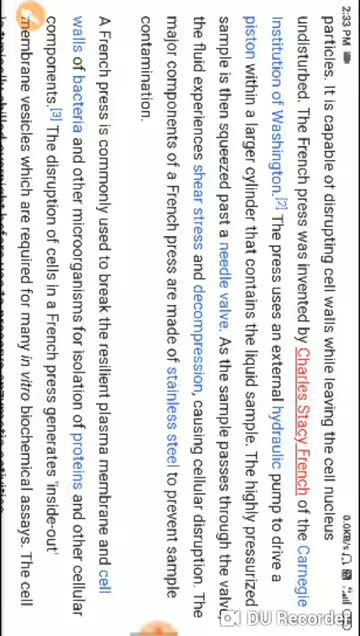 2:33 PM
0.0KB/s
particles. It is capable of disrupting cell walls while leaving the cell nucleus
undisturbed. The French press was invented by Charles Stacy French of the Carnegie
Institution of Washington.[2] The press uses an external hydraulic pump to drive a
piston within a larger cylinder that contains the liquid sample. The highly pressurized
sample is then squeezed past a needle valve. As the sample passes through the valve,
the fluid experiences shear stress and decompression, causing cellular disruption. The
major components of a French press are made of stainless steel to prevent sample
contamination.
A French press is commonly used to break the resilient plasma membrane and cell
walls of bacteria and other microorganisms for isolation of proteins and other cellular
components.[3] The disruption of cells in a French press generates 'inside-out'
membrane vesicles which are required for many in vitro biochemical assays. The cell
DU Recorder